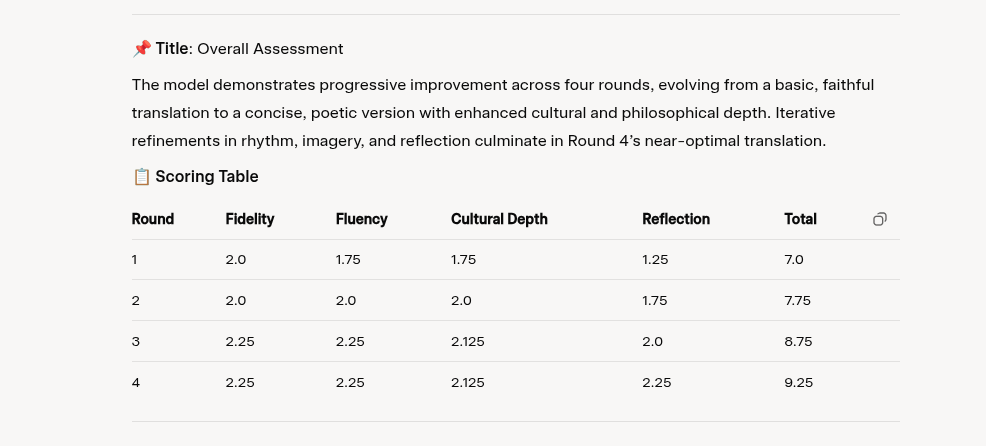 📌 Title: Overall Assessment
The model demonstrates progressive improvement across four rounds, evolving from a basic, faithful
translation to a concise, poetic version with enhanced cultural and philosophical depth. Iterative
refinements in rhythm, imagery, and reflection culminate in Round 4’s near-optimal translation.
📋 Scoring Table
Round Fidelity Fluency Cultural Depth Reflection Total
1 2.0 1.75 1.75 1.25 7.0
2 2.0 2.0 2.0 1.75 7.75
3 2.25 2.25 2.125 2.0 8.75
4 2.25 2.25 2.125 2.25 9.25